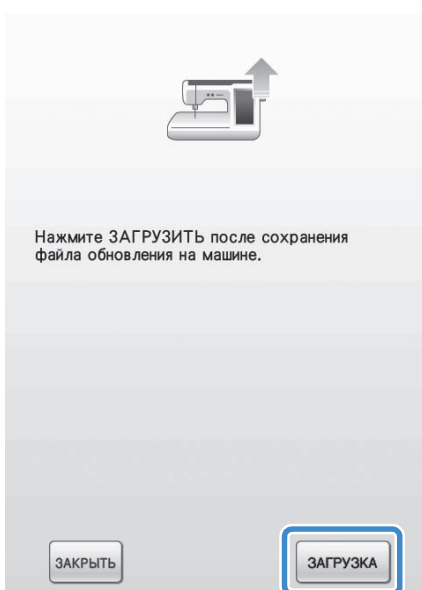 Нажмите ЗАГРУЗИТЬ после сохранения
файла обновления на машине.
ЗАКРЫТЬ
ЗАГРУЗКА